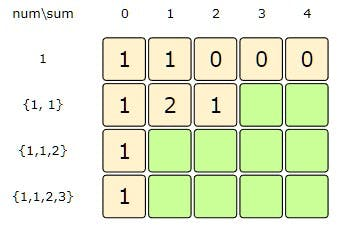 num\sum 0 1 2 3 4
1 1 1 0 0 0
{1, 1} 1 2 1
{1,1,2} 1
{1,1,2,3} 1